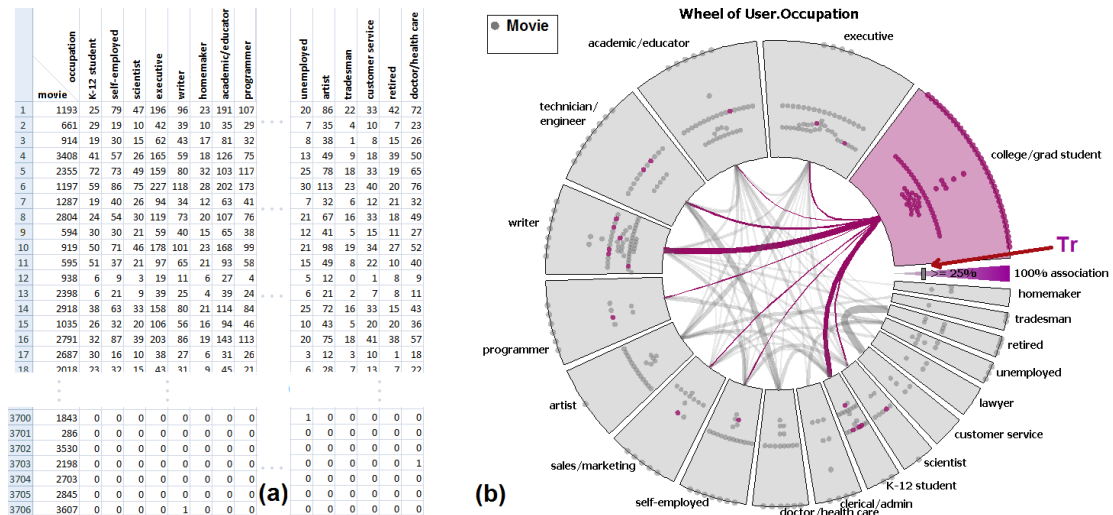 movie
occupation
K-12 student
self-employed
scientist
executive
writer
homemaker
academic/educator
programmer
unemployed
artist
tradesman
customer service
retired
doctor/health care
1 1193 25 79 47 196 96 23 191 107 20 86 22 33 42 72
2 661 29 19 10 42 39 10 35 29 7 35 4 10 7 23
3 914 19 30 15 62 43 17 81 32 8 38 1 8 15 26
4 3408 41 57 26 165 59 18 126 75 13 49 9 18 39 50
5 2355 72 73 49 159 80 32 103 117 25 78 18 33 19 65
6 1197 59 86 75 227 118 28 202 173 30 113 23 40 20 76
7 1287 19 40 26 94 34 12 63 41 7 32 6 12 21 32
8 2804 24 54 30 119 73 20 107 76 21 67 16 33 18 49
9 594 30 30 21 59 40 15 65 38 12 41 5 15 11 27
10 919 50 71 46 178 101 23 168 99 21 98 19 34 27 52
11 595 51 37 21 97 65 21 93 58 15 49 8 22 10 40
12 938 6 9 3 19 11 6 27 4 1 12 0 1 8 9
13 2398 6 21 9 39 25 4 39 24 6 21 2 7 8 11
14 2918 38 63 33 158 80 21 114 84 25 72 16 33 15 43
15 1035 26 32 20 106 56 16 94 46 10 43 5 20 20 36
16 2791 32 87 39 203 86 19 143 113 20 75 18 41 38 57
17 2687 30 16 10 38 27 6 31 26 3 12 3 10 1 18
18 2018 23 32 15 43 31 9 45 21 6 28 7 13 7 22
3700 1843 0 0 0 0 0 0 0 0 1 0 0 0 0 0
3701 286 0 0 0 0 0 0 0 0 0 0 0 0 0 0
3702 3530 0 0 0 0 0 0 0 0 0 0 0 0 0 0
3703 2198 0 0 0 0 0 0 0 0 0 0 0 0 0 1
3704 2703 0 0 0 0 0 0 0 0 0 0 0 0 0 0
3705 2845 0 0 0 0 0 0 0 0 0 0 0 0 0 0
3706 3607 0 0 0 0 1 0 0 0 0 0 0 0 0 0
(a)
Wheel of User.Occupation
Movie
executive
academic/educator
technician/
engineer
college/grad student
writer
Tr
>= 25%
100% association
homemaker
tradesman
retired
unemployed
lawyer
customer service
scientist
K-12 student
clerical/admin
doctor/health care
self-employed
sales/marketing
artist
programmer
(b)